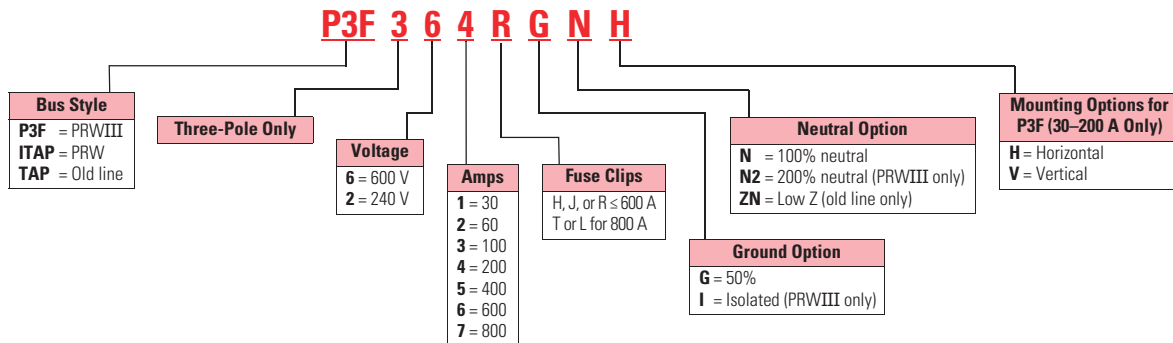 P3F 3 6 4 R G N H
Bus Style
P3F = PRWIII
ITAP = PRW
TAP = Old line
Three-Pole Only
Voltage
6 = 600 V
2 = 240 V
Amps
1 = 30
2 = 60
3 = 100
4 = 200
5 = 400
6 = 600
7 = 800
Fuse Clips
H, J, or R ≤ 600 A
T or L for 800 A
Ground Option
G = 50%
I = Isolated (PRWIII only)
Neutral Option
N = 100% neutral
N2 = 200% neutral (PRWIII only)
ZN = Low Z (old line only)
Mounting Options for
P3F (30–200 A Only)
H = Horizontal
V = Vertical